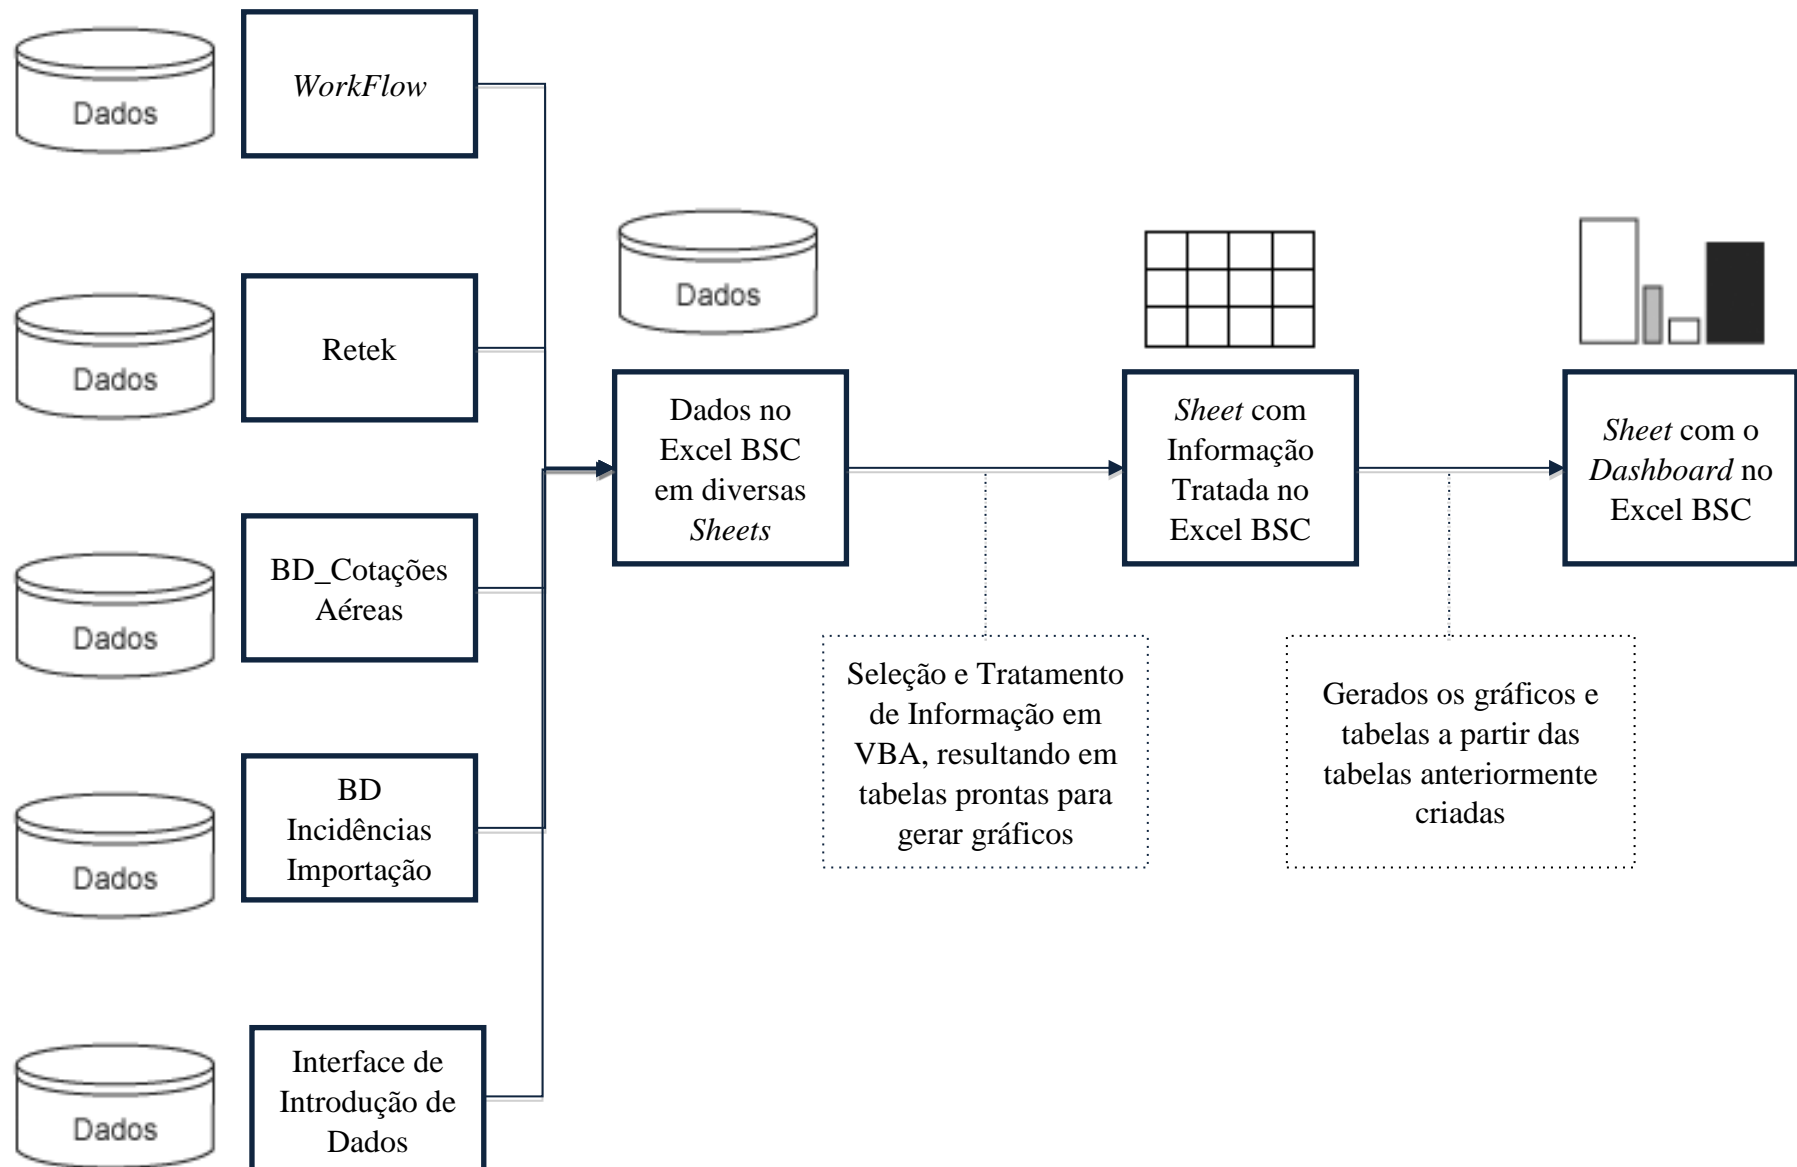 Dados
WorkFlow
Dados
Retek
Dados
BD_Cotações
Aéreas
Dados
BD
Incidências
Importação
Dados
Interface de
Introdução de
Dados
Dados
Dados no
Excel BSC
em diversas
Sheets
Seleção e Tratamento
de Informação em
VBA, resultando em
tabelas prontas para
gerar gráficos
Sheet com
Informação
Tratada no
Excel BSC
Gerados os gráficos e
tabelas a partir das
tabelas anteriormente
criadas
Sheet com o
Dashboard no
Excel BSC